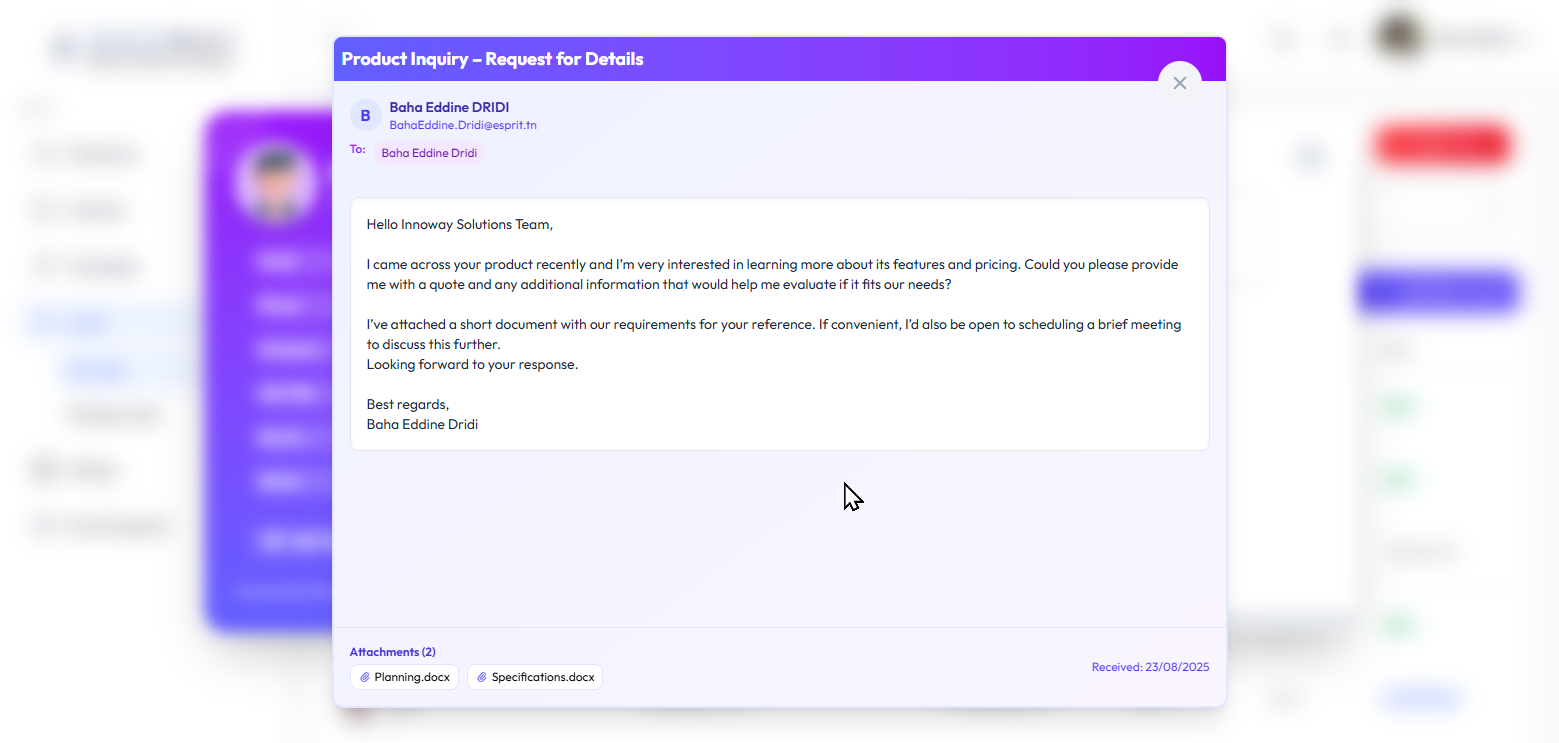 Product Inquiry – Request for Details
B
Baha Eddine DRIDI
BahaEddine.Dridi@esprit.tn
To: Baha Eddine Dridi
Hello Innoway Solutions Team,
I came across your product recently and I'm very interested in learning more about its features and pricing. Could you please provide
me with a quote and any additional information that would help me evaluate if it fits our needs?
I've attached a short document with our requirements for your reference. If convenient, I'd also be open to scheduling a brief meeting
to discuss this further.
Looking forward to your response.
Best regards,
Baha Eddine Dridi
Attachments (2)
Planning.docx Specifications.docx
Received: 23/08/2025